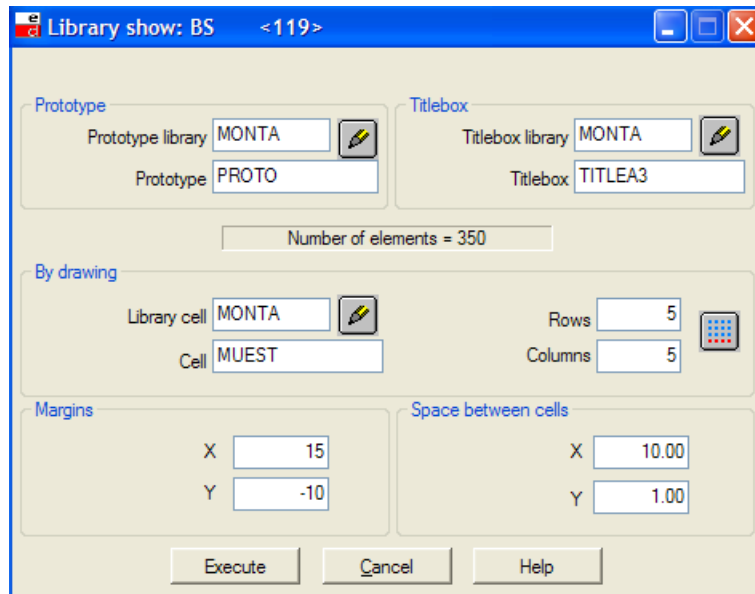 Library show: BS <119>
Prototype
Prototype library MONTA
Prototype PROTO
Titlebox
Titlebox library MONTA
Titlebox TITLEA3
Number of elements = 350
By drawing
Library cell MONTA
Cell MUEST
Rows 5
Columns 5
Margins
X 15
Y -10
Space between cells
X 10.00
Y 1.00
Execute Cancel Help